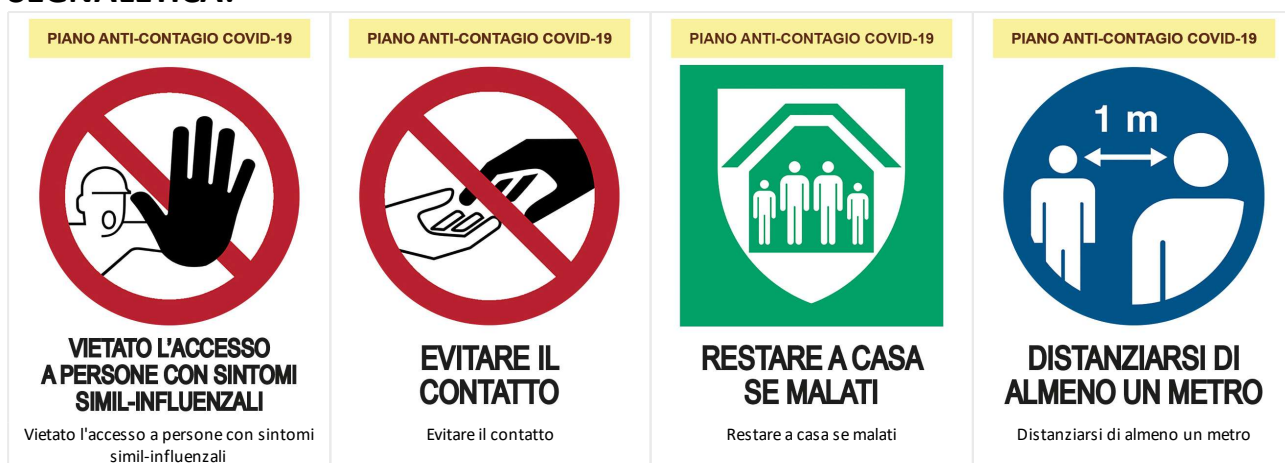 SEGNALETICA:
PIANO ANTI-CONTAGIO COVID-19
VIETATO L'ACCESSO
A PERSONE CON SINTOMI
SIMIL-INFLUENZALI
Vietato l'accesso a persone con sintomi
simil-influenzali
PIANO ANTI-CONTAGIO COVID-19
EVITARE IL
CONTATTO
Evitare il contatto
PIANO ANTI-CONTAGIO COVID-19
RESTARE A CASA
SE MALATI
Restare a casa se malati
PIANO ANTI-CONTAGIO COVID-19
1 m
DISTANZIARSI DI
ALMENO UN METRO
Distanziarsi di almeno un metro